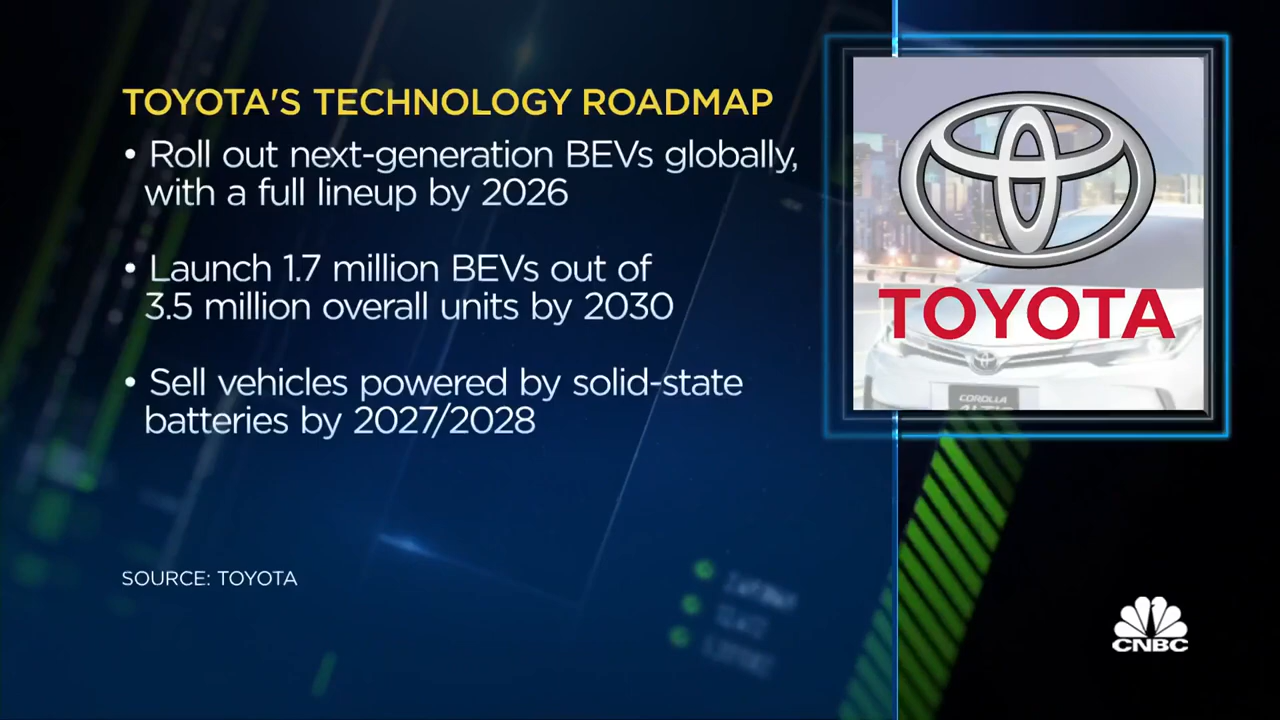 TOYOTA'S TECHNOLOGY ROADMAP
• Roll out next-generation BEVs globally,
with a full lineup by 2026
• Launch 1.7 million BEVs out of
3.5 million overall units by 2030
• Sell vehicles powered by solid-state
batteries by 2027/2028
SOURCE: TOYOTA
TOYOTA
COROLLA
ALTIS
CNBC